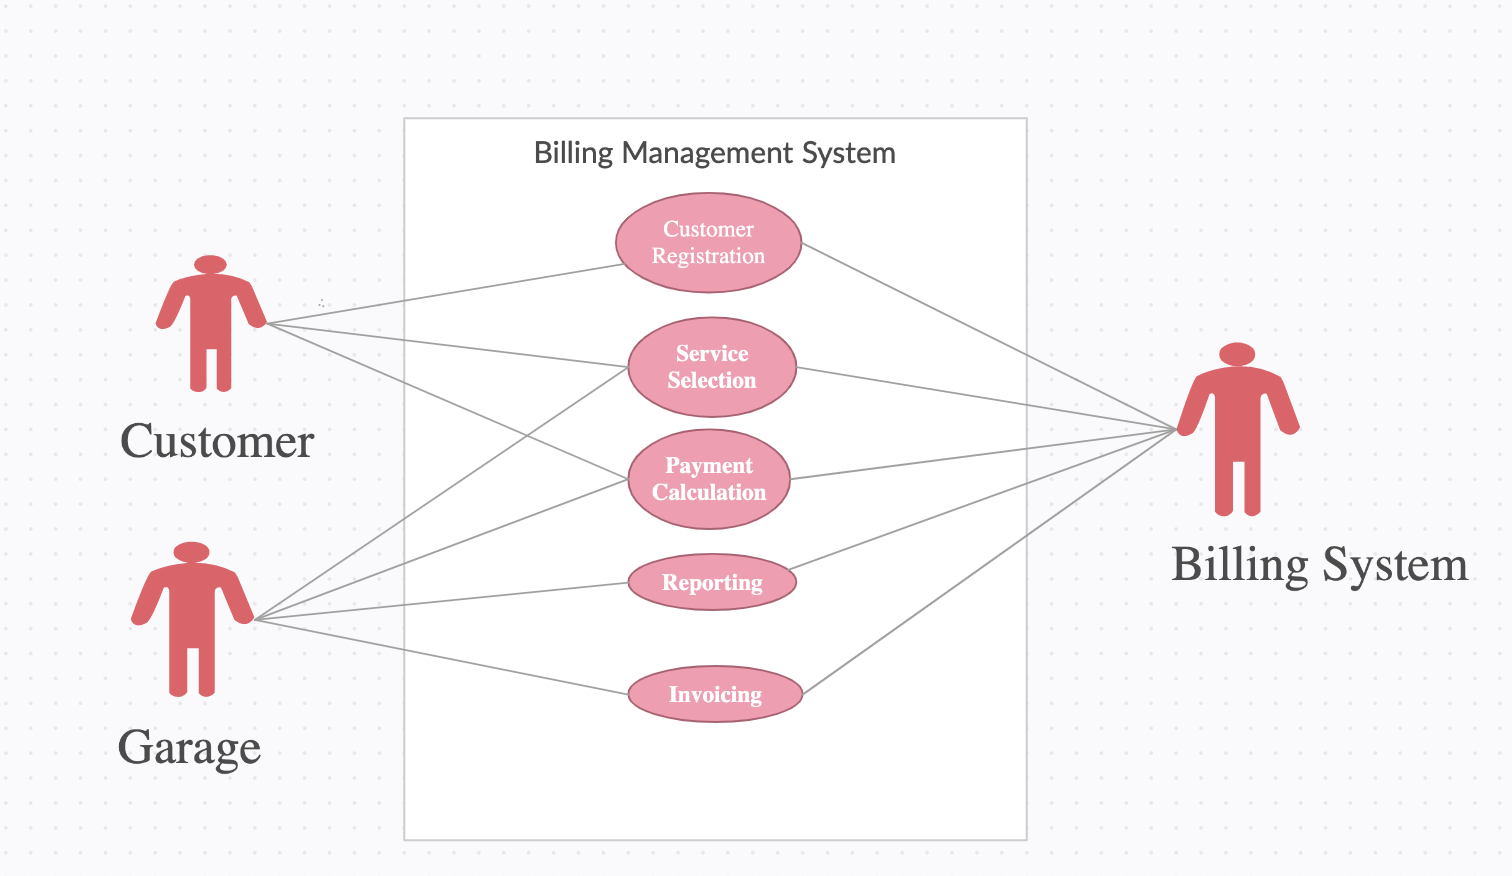 Billing Management System
Customer
Registration
Service
Selection
Payment
Calculation
Reporting
Invoicing
Customer
Garage
Billing System